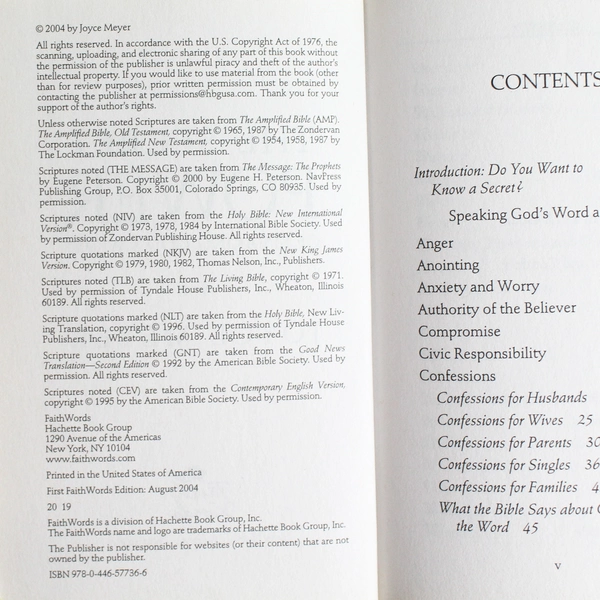 © 2004 by Joyce Meyer
All rights reserved. In accordance with the U.S. Copyright Act of 1976, the
scanning, uploading, and electronic sharing of any part of this book without
the permission of the publisher is unlawful piracy and theft of the author's
intellectual property. If you would like to use material from the book (other
than for review purposes), prior written permission must be obtained by
contacting the publisher at permissions@hbgusa.com. Thank you for your
support of the author's rights.
Unless otherwise noted Scriptures are taken from The Amplified Bible (AMP).
The Amplified Bible, Old Testament, copyright © 1965, 1987 by The Zondervan
Corporation. The Amplified New Testament, copyright © 1954, 1958, 1987 by
The Lockman Foundation. Used by permission.
Scriptures noted (THE MESSAGE) are taken from The Message: The Prophets
by Eugene Peterson. Copyright © 2000 by Eugene H. Peterson. NavPress
Publishing Group, P.O. Box 35001, Colorado Springs, CO 80935. Used by
permission.
Scriptures noted (NIV) are taken from the Holy Bible: New International
Version®. Copyright © 1973, 1978, 1984 by International Bible Society. Used
by permission of Zondervan Publishing House. All rights reserved.
Scripture quotations marked (NKJV) are taken from the New King James
Version. Copyright © 1979, 1980, 1982, Thomas Nelson, Inc., Publishers.
Scriptures noted (TLB) are taken from The Living Bible, copyright © 1971.
Used by permission of Tyndale House Publishers, Inc., Wheaton, Illinois
60189. All rights reserved.
Scripture quotations marked (NLT) are taken from the Holy Bible, New Liv-
ing Translation, copyright © 1996. Used by permission of Tyndale House
Publishers, Inc., Wheaton, Illinois 60189. All rights reserved.
Scripture quotations marked (GNT) are taken from the Good News
Translation—Second Edition © 1992 by the American Bible Society. Used by
permission. All rights reserved.
Scriptures noted (CEV) are taken from the Contemporary English Version,
copyright © 1995 by the American Bible Society. Used by permission.
FaithWords
Hachette Book Group
1290 Avenue of the Americas
New York, NY 10104
www.faithwords.com
Printed in the United States of America
First FaithWords Edition: August 2004
20 19
FaithWords is a division of Hachette Book Group, Inc.
The FaithWords name and logo are trademarks of Hachette Book Group, Inc.
The Publisher is not responsible for websites (or their content) that are not
owned by the publisher.
ISBN 978-0-446-57736-6
CONTENTS
Introduction: Do You Want to
Know a Secret?
Speaking God's Word a
Anger
Anointing
Anxiety and Worry
Authority of the Believer
Compromise
Civic Responsibility
Confessions
Confessions for Husbands
Confessions for Wives 25
Confessions for Parents 30
Confessions for Singles 36
Confessions for Families 4
What the Bible Says about
the Word 45
v